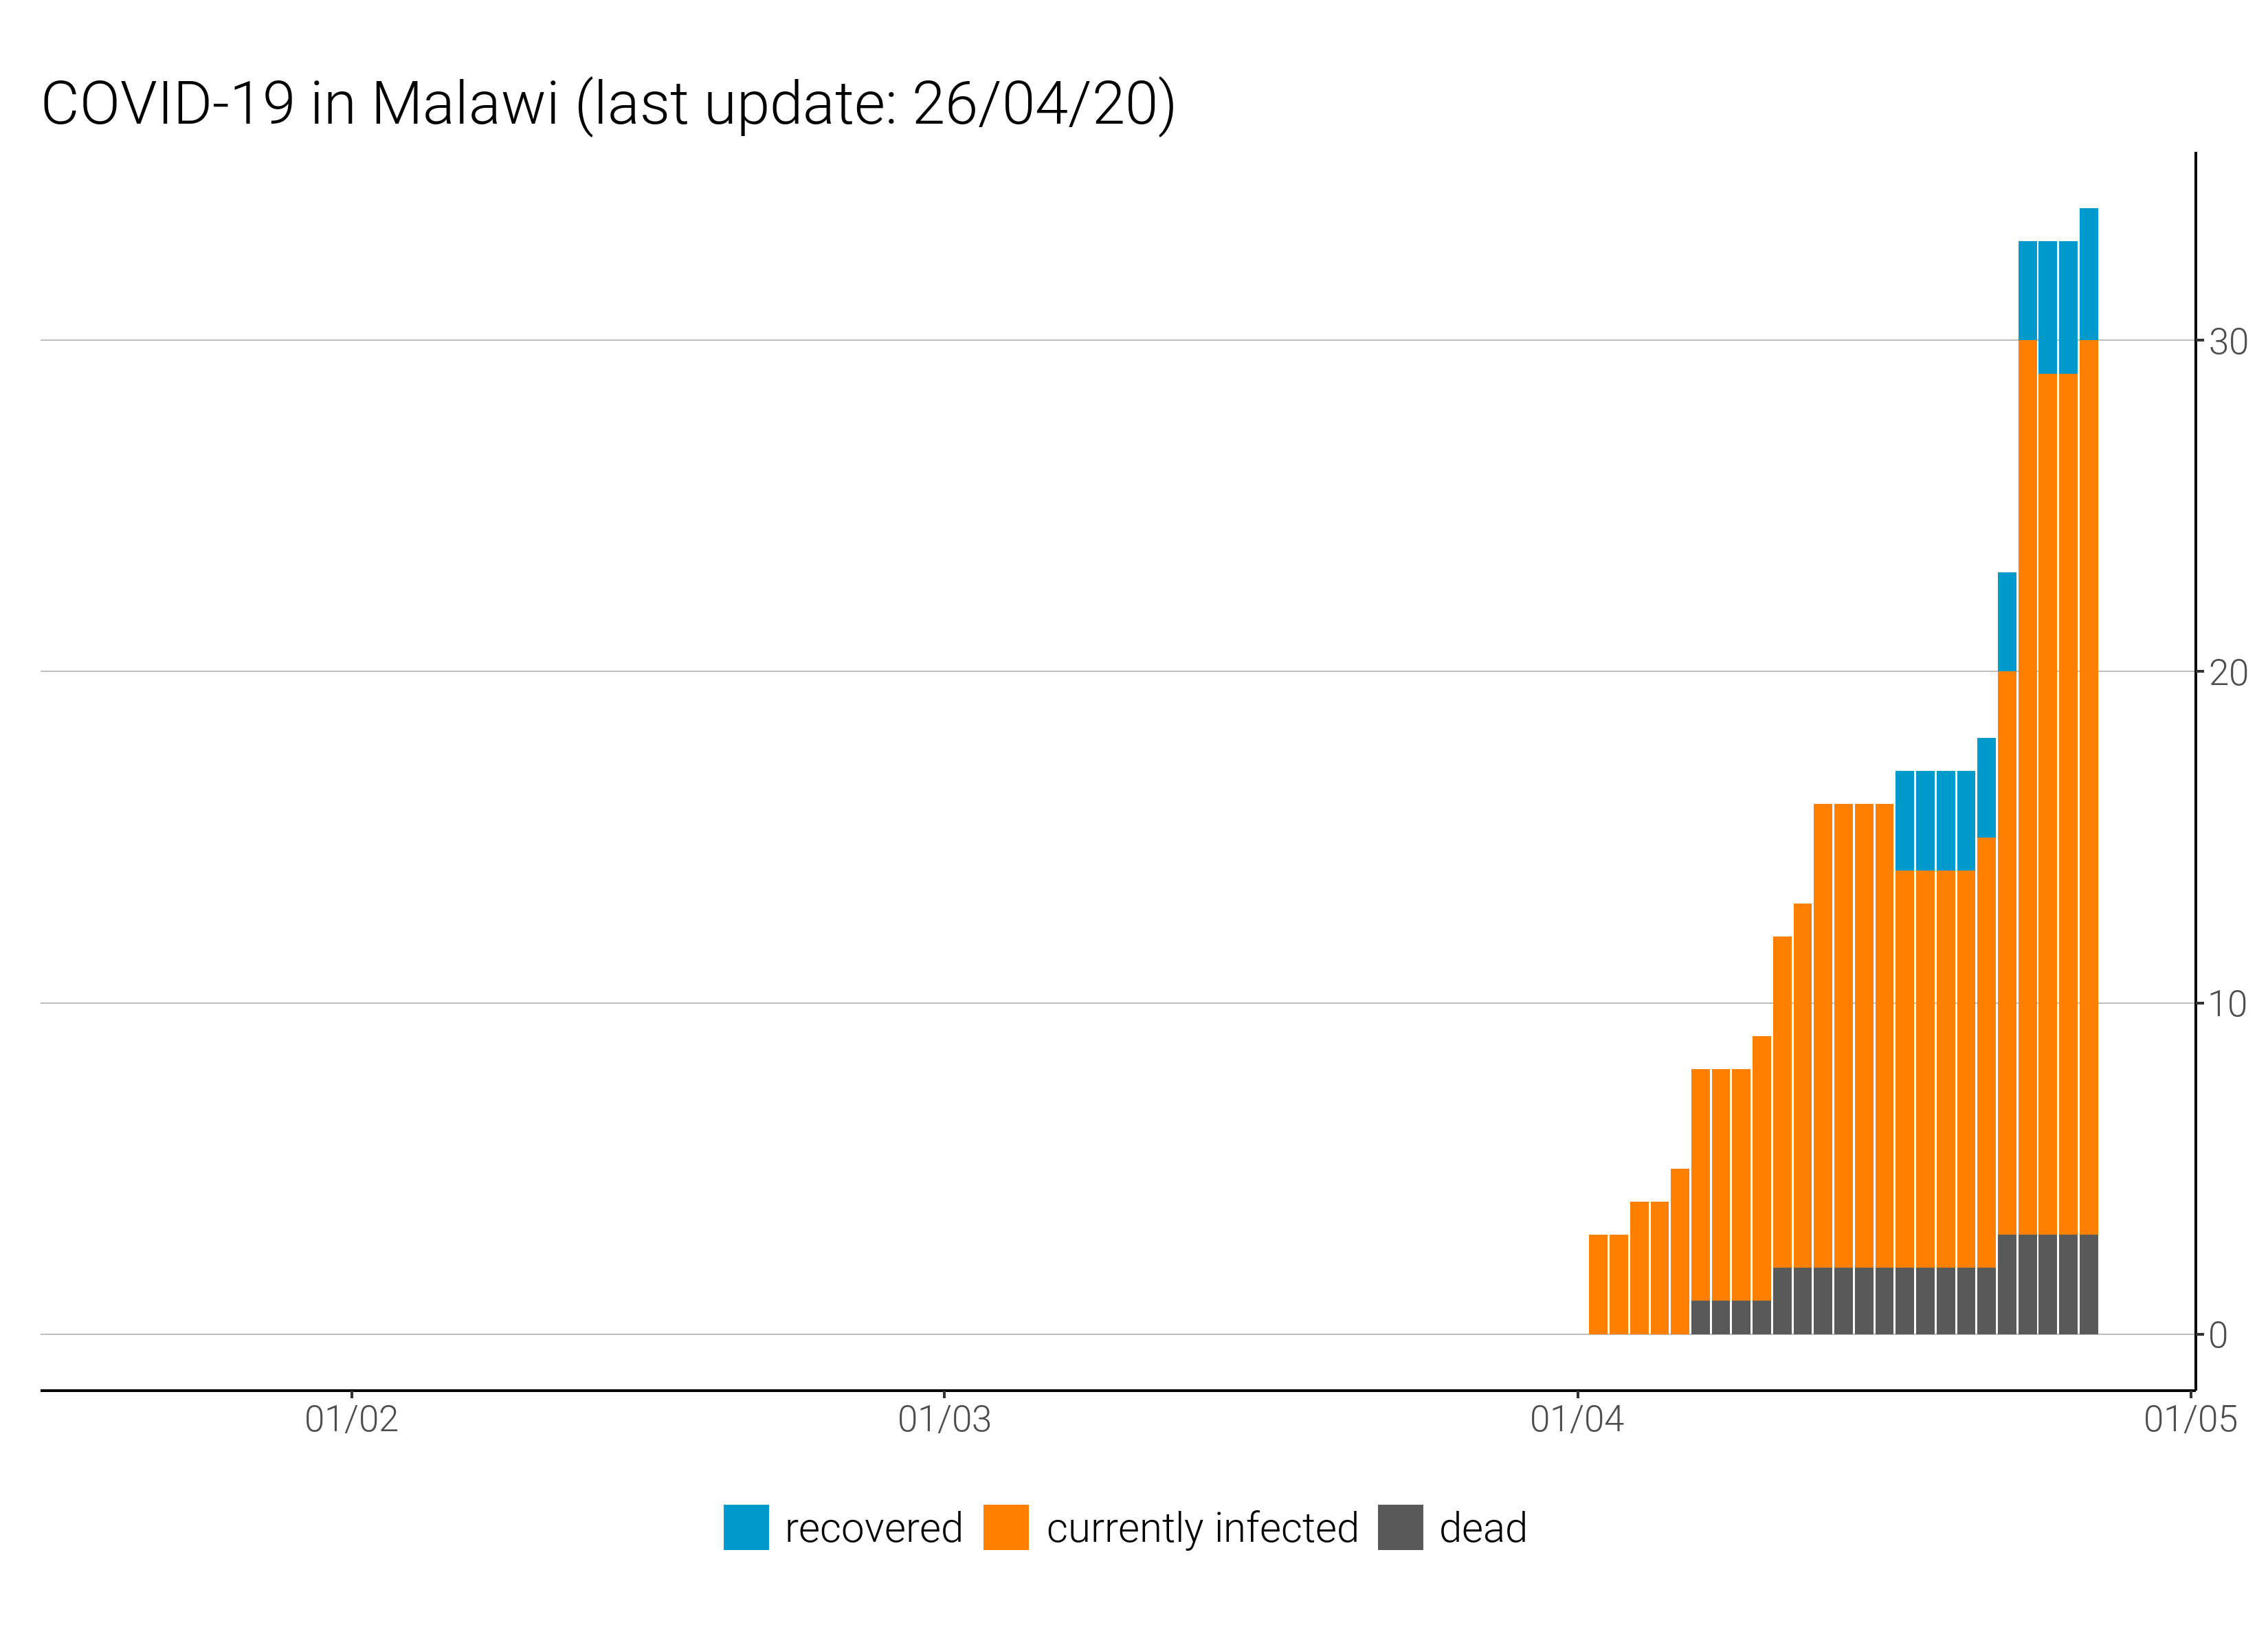 COVID-19 in Malawi (last update: 26/04/20)
30
20
10
0
01/02 01/03 01/04 01/05
recovered currently infected dead